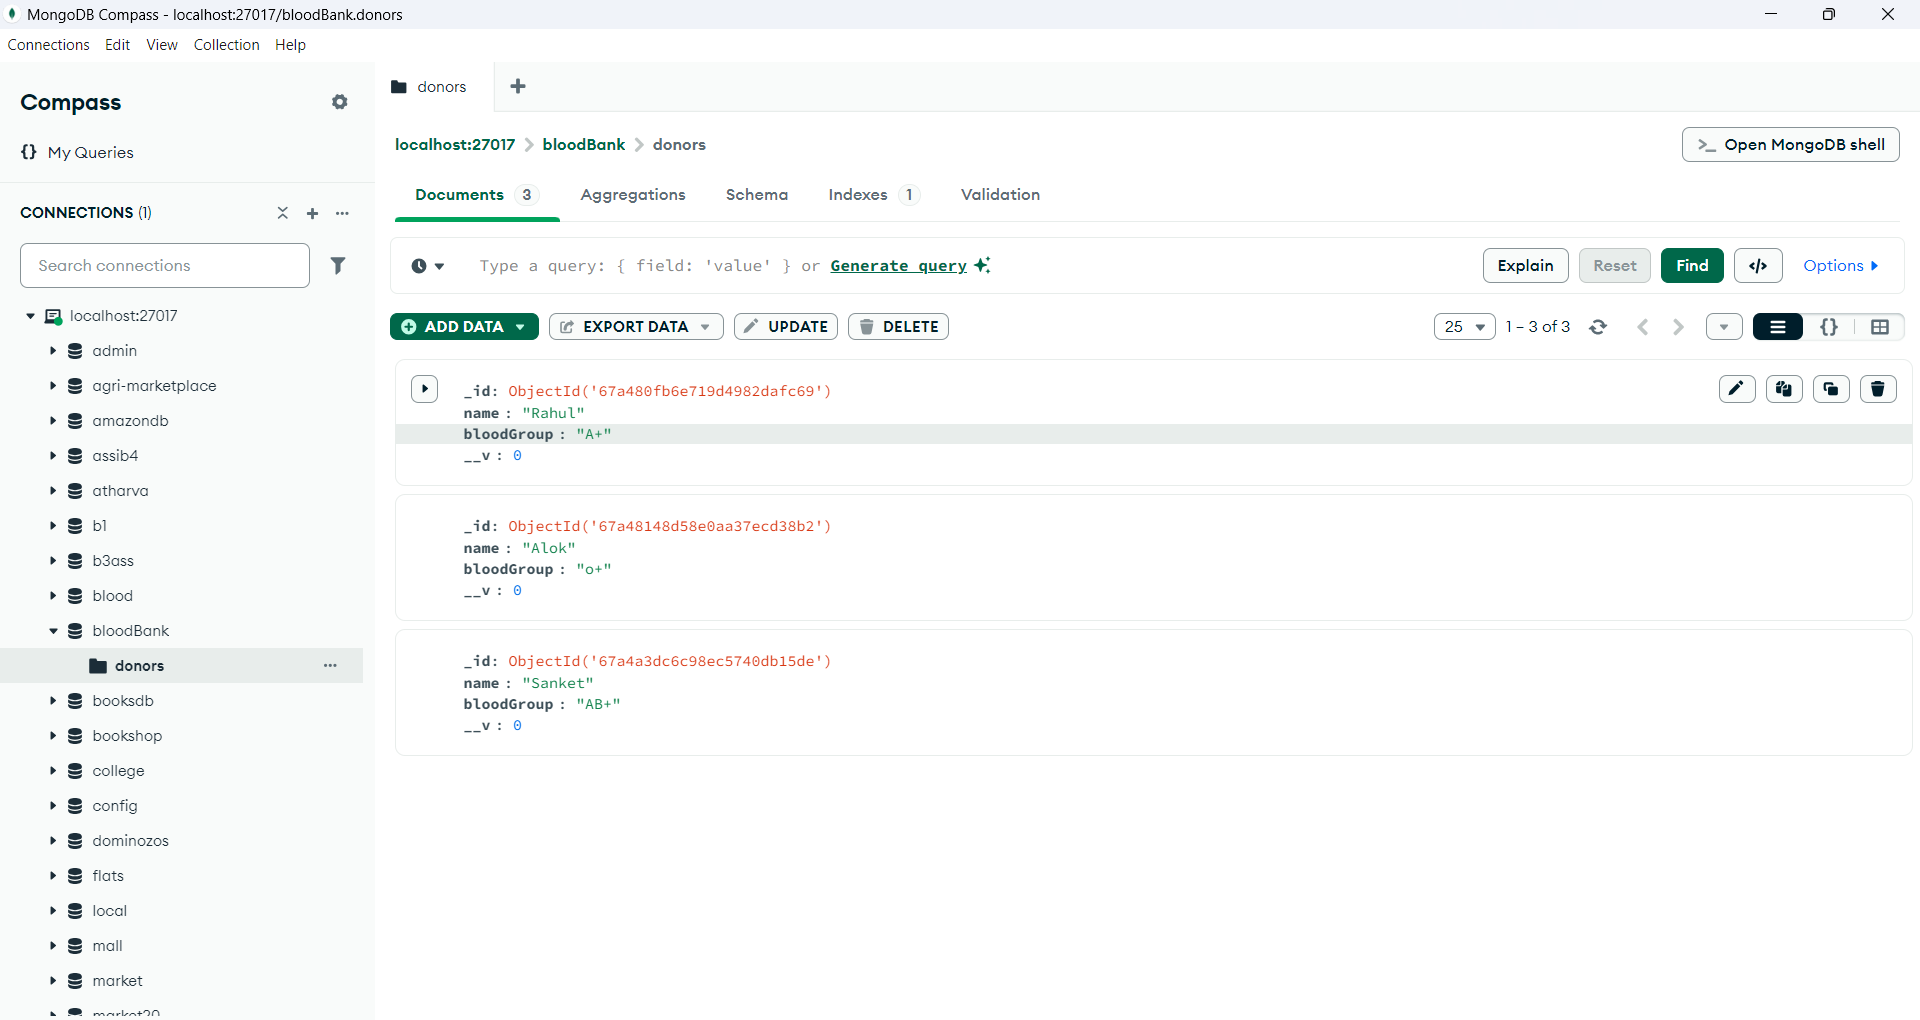 MongoDB Compass - localhost:27017/bloodBank.donors
Connections Edit View Collection Help
Compass
{} My Queries
CONNECTIONS (1)
Search connections
localhost:27017
admin
agri-marketplace
amazondb
assib4
atharva
b1
b3ass
blood
bloodBank
donors
booksdb
bookshop
college
config
dominozos
flats
local
mall
market
market20
donors
localhost:27017 > bloodBank > donors
>_ Open MongoDB shell
Documents 3 Aggregations Schema Indexes 1 Validation
Type a query: { field: 'value' } or Generate query
Explain Reset Find </> Options
ADD DATA EXPORT DATA UPDATE DELETE
25 1 – 3 of 3 {}
_id: ObjectId('67a480fb6e719d4982dafc69')
name : "Rahul"
bloodGroup : "A+"
__v : 0
_id: ObjectId('67a48148d58e0aa37ecd38b2')
name : "Alok"
bloodGroup : "o+"
__v : 0
_id: ObjectId('67a4a3dc6c98ec5740db15de')
name : "Sanket"
bloodGroup : "AB+"
__v : 0